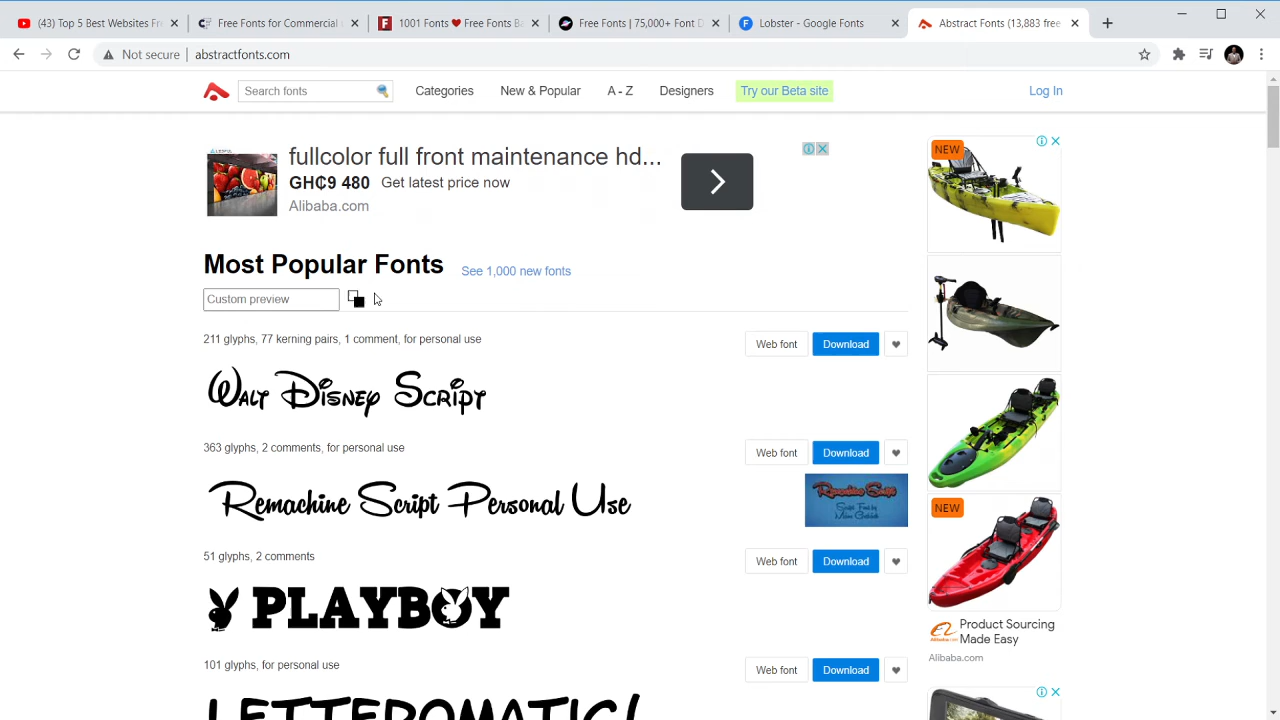 (43) Top 5 Best Websites Fr
Free Fonts for Commercial
1001 Fonts ♥ Free Fonts Ba
Free Fonts | 75,000+ Font D
Lobster - Google Fonts
Abstract Fonts (13,883 free
Not secure
abstractfonts.com
Search fonts
Categories
New & Popular
A - Z
Designers
Try our Beta site
Log In
fullcolor full front maintenance hd...
GH₵9 480 Get latest price now
Alibaba.com
NEW
Most Popular Fonts
See 1,000 new fonts
Custom preview
211 glyphs, 77 kerning pairs, 1 comment, for personal use
Web font
Download
Walt Disney Script
363 glyphs, 2 comments, for personal use
Web font
Download
Remachine Script Personal Use
Remachine Script
NEW
51 glyphs, 2 comments
Web font
Download
PLAYBOY
Product Sourcing
Made Easy
Alibaba.com
101 glyphs, for personal use
Web font
Download
LETTEROMATIC!